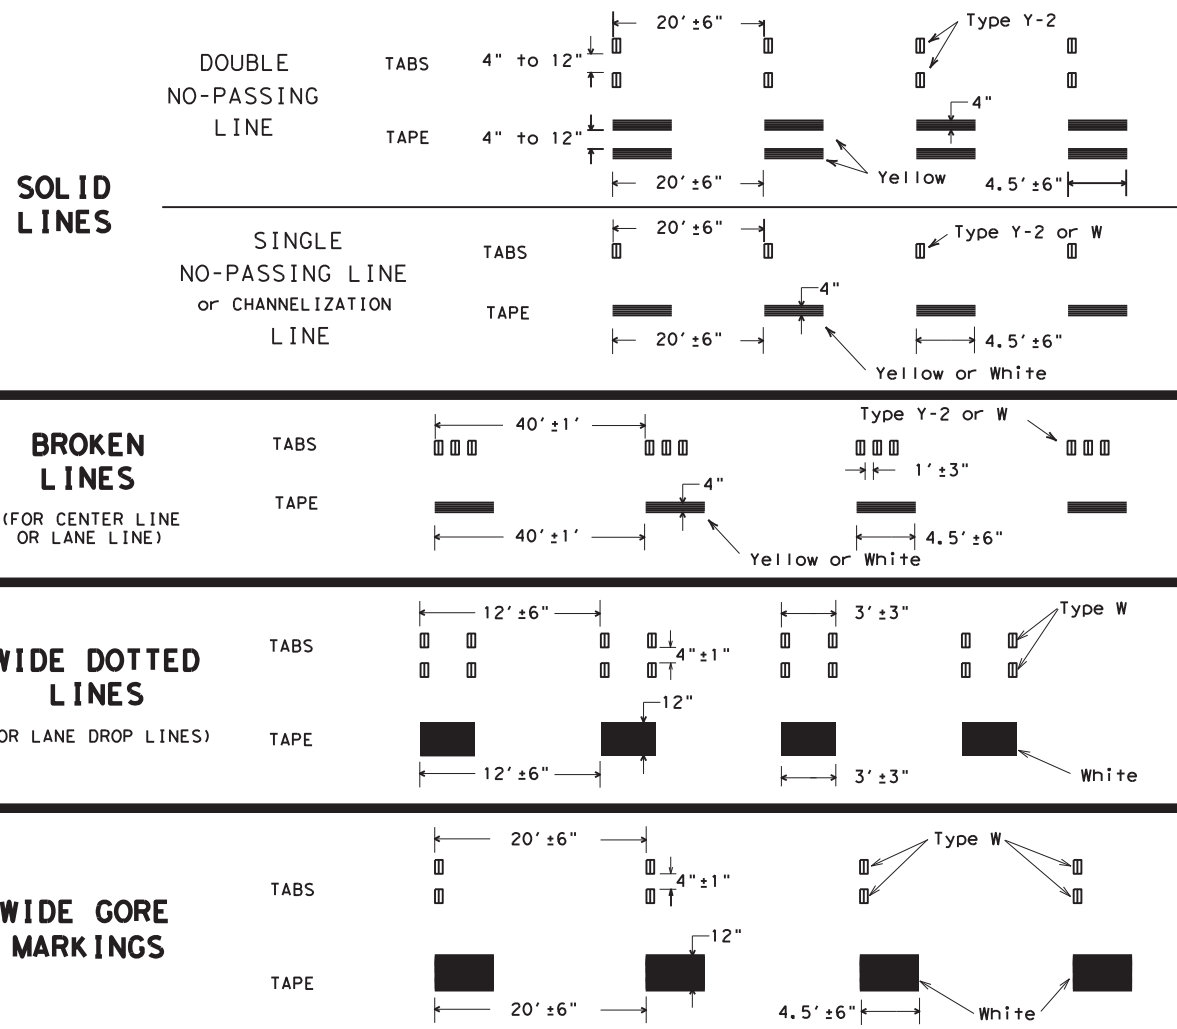 20'±6"
Type Y-2
DOUBLE
NO-PASSING
LINE
TABS
4" to 12"
4"
TAPE
4" to 12"
Yellow
20'±6"
4.5'±6"
SOLID
LINES
20'±6"
Type Y-2 or W
SINGLE
NO-PASSING LINE
or CHANNELIZATION
LINE
TABS
4"
TAPE
20'±6"
4.5'±6"
Yellow or White
BROKEN
LINES
(FOR CENTER LINE
OR LANE LINE)
40'±1'
Type Y-2 or W
TABS
1'±3"
4"
TAPE
40'±1'
4.5'±6"
Yellow or White
WIDE DOTTED
LINES
OR LANE DROP LINES)
12'±6"
3'±3"
Type W
TABS
4"±1"
12"
TAPE
12'±6"
3'±3"
White
WIDE GORE
MARKINGS
20'±6"
Type W
TABS
4"±1"
12"
TAPE
20'±6"
4.5'±6"
White